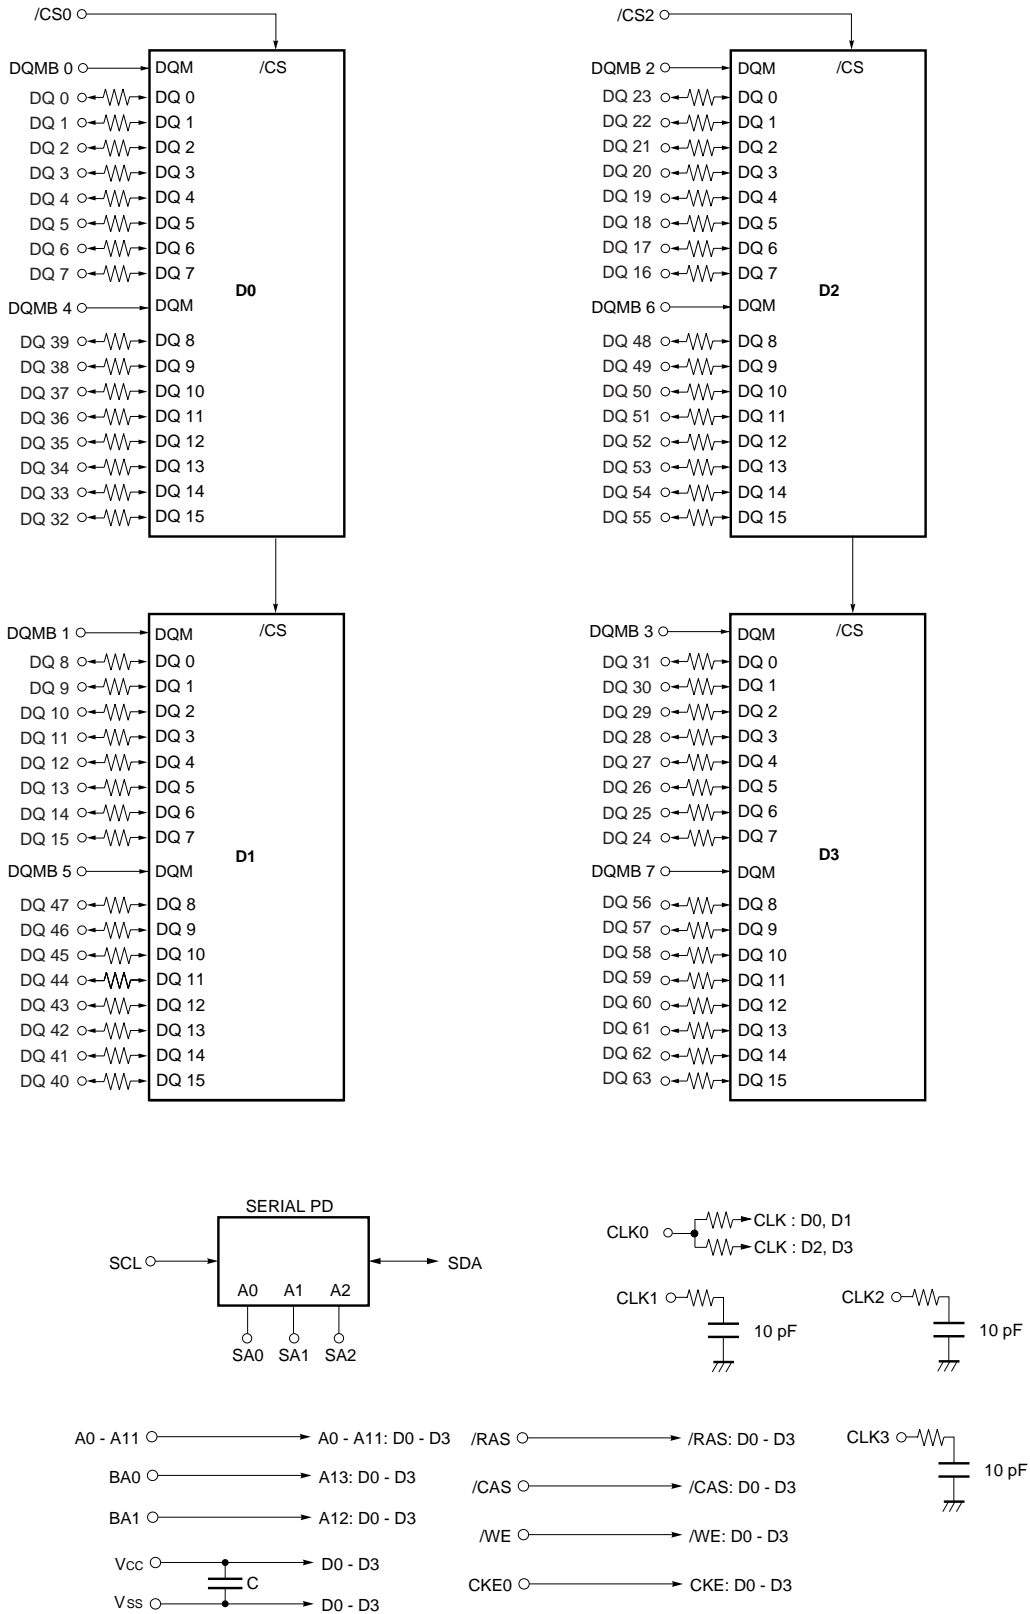 /CS0
DQMB 0 DQM /CS
DQ 0 DQ 0
DQ 1 DQ 1
DQ 2 DQ 2
DQ 3 DQ 3
DQ 4 DQ 4
DQ 5 DQ 5
DQ 6 DQ 6
DQ 7 DQ 7
D0
DQMB 4 DQM
DQ 39 DQ 8
DQ 38 DQ 9
DQ 37 DQ 10
DQ 36 DQ 11
DQ 35 DQ 12
DQ 34 DQ 13
DQ 33 DQ 14
DQ 32 DQ 15
/CS2
DQMB 2 DQM /CS
DQ 23 DQ 0
DQ 22 DQ 1
DQ 21 DQ 2
DQ 20 DQ 3
DQ 19 DQ 4
DQ 18 DQ 5
DQ 17 DQ 6
DQ 16 DQ 7
D2
DQMB 6 DQM
DQ 48 DQ 8
DQ 49 DQ 9
DQ 50 DQ 10
DQ 51 DQ 11
DQ 52 DQ 12
DQ 53 DQ 13
DQ 54 DQ 14
DQ 55 DQ 15
DQMB 1 DQM /CS
DQ 8 DQ 0
DQ 9 DQ 1
DQ 10 DQ 2
DQ 11 DQ 3
DQ 12 DQ 4
DQ 13 DQ 5
DQ 14 DQ 6
DQ 15 DQ 7
D1
DQMB 5 DQM
DQ 47 DQ 8
DQ 46 DQ 9
DQ 45 DQ 10
DQ 44 DQ 11
DQ 43 DQ 12
DQ 42 DQ 13
DQ 41 DQ 14
DQ 40 DQ 15
DQMB 3 DQM /CS
DQ 31 DQ 0
DQ 30 DQ 1
DQ 29 DQ 2
DQ 28 DQ 3
DQ 27 DQ 4
DQ 26 DQ 5
DQ 25 DQ 6
DQ 24 DQ 7
D3
DQMB 7 DQM
DQ 56 DQ 8
DQ 57 DQ 9
DQ 58 DQ 10
DQ 59 DQ 11
DQ 60 DQ 12
DQ 61 DQ 13
DQ 62 DQ 14
DQ 63 DQ 15
SERIAL PD
SCL SDA
A0 A1 A2
SA0 SA1 SA2
CLK0 CLK : D0, D1
CLK : D2, D3
CLK1 10 pF
CLK2 10 pF
CLK3 10 pF
A0 - A11 A0 - A11: D0 - D3
BA0 A13: D0 - D3
BA1 A12: D0 - D3
VCC D0 - D3
C
VSS D0 - D3
/RAS /RAS: D0 - D3
/CAS /CAS: D0 - D3
/WE /WE: D0 - D3
CKE0 CKE: D0 - D3